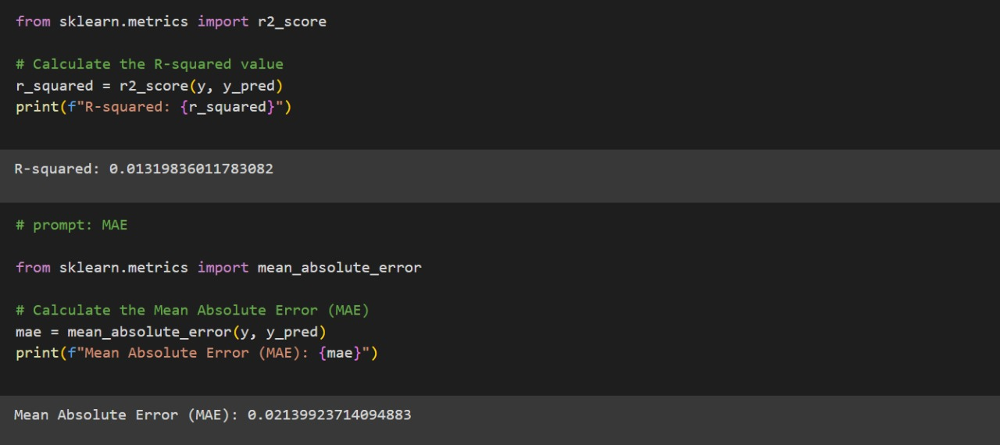 from sklearn.metrics import r2_score
# Calculate the R-squared value
r_squared = r2_score(y, y_pred)
print(f"R-squared: {r_squared}")
R-squared: 0.01319836011783082
# prompt: MAE
from sklearn.metrics import mean_absolute_error
# Calculate the Mean Absolute Error (MAE)
mae = mean_absolute_error(y, y_pred)
print(f"Mean Absolute Error (MAE): {mae}")
Mean Absolute Error (MAE): 0.02139923714094883